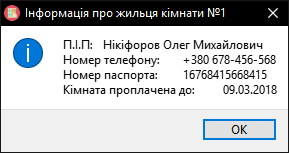 Інформація про жильця кімнати №1
П.І.П: Нікіфоров Олег Михайлович
Номер телефону: +380 678-456-568
Номер паспорта: 16768415668415
Кімната проплачена до: 09.03.2018
OK